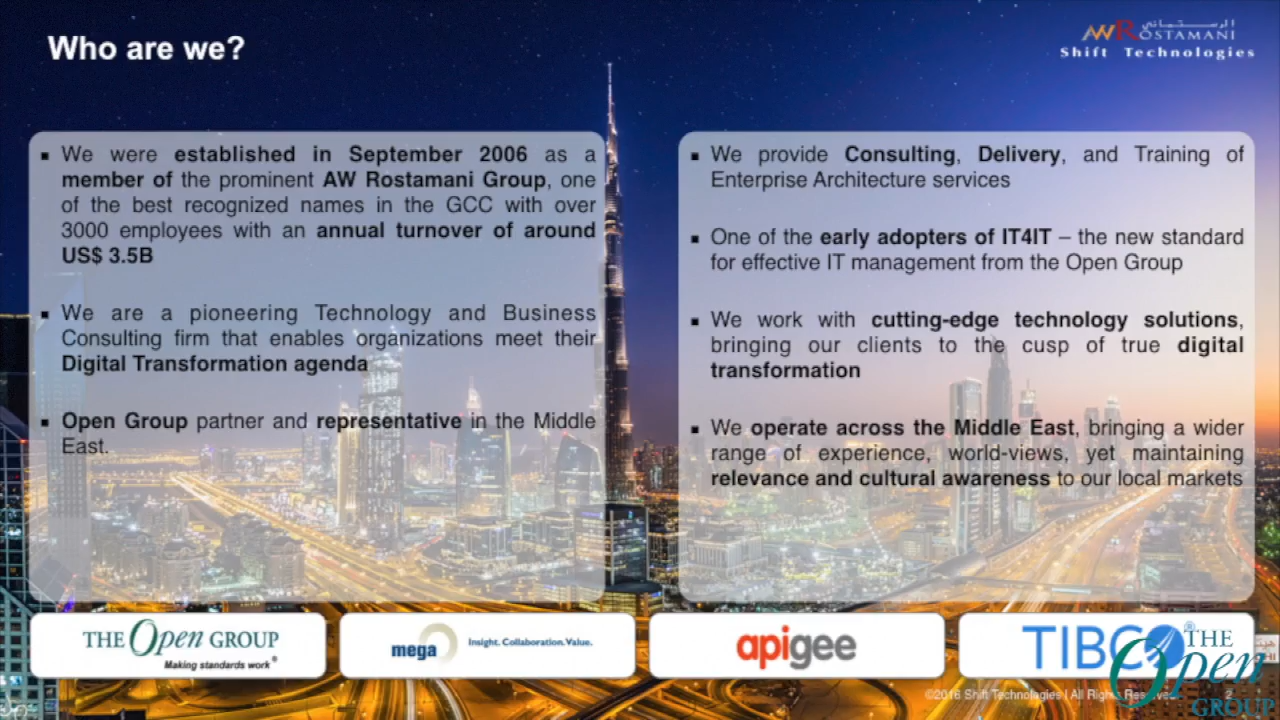 Who are we?
الرستماني
AWROSTAMANI
Shift Technologies
▪ We were established in September 2006 as a
member of the prominent AW Rostamani Group, one
of the best recognized names in the GCC with over
3000 employees with an annual turnover of around
US$ 3.5B
▪ We are a pioneering Technology and Business
Consulting firm that enables organizations meet their
Digital Transformation agenda
▪ Open Group partner and representative in the Middle
East.
▪ We provide Consulting, Delivery, and Training of
Enterprise Architecture services
▪ One of the early adopters of IT4IT – the new standard
for effective IT management from the Open Group
▪ We work with cutting-edge technology solutions,
bringing our clients to the cusp of true digital
transformation
▪ We operate across the Middle East, bringing a wider
range of experience, world-views, yet maintaining
relevance and cultural awareness to our local markets
THE Open GROUP
Making standards work®
mega
Insight. Collaboration. Value.
apigee
TIBCO®
©2016 Shift Technologies | All Rights Reserved
2
THE
Open
GROUP